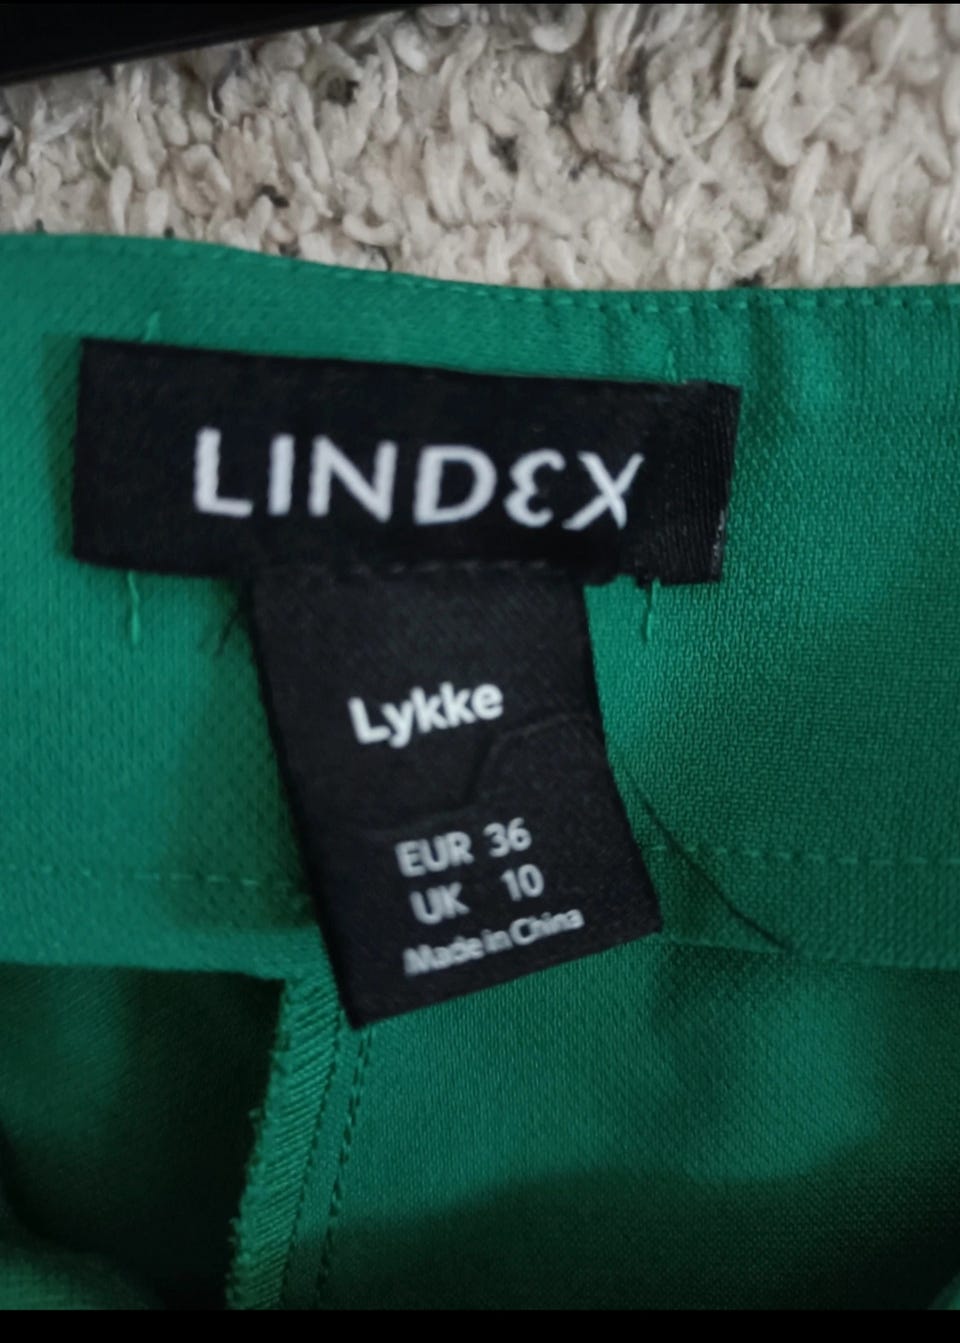 LINDEX
Lykke
EUR 36
UK 10
Made in China